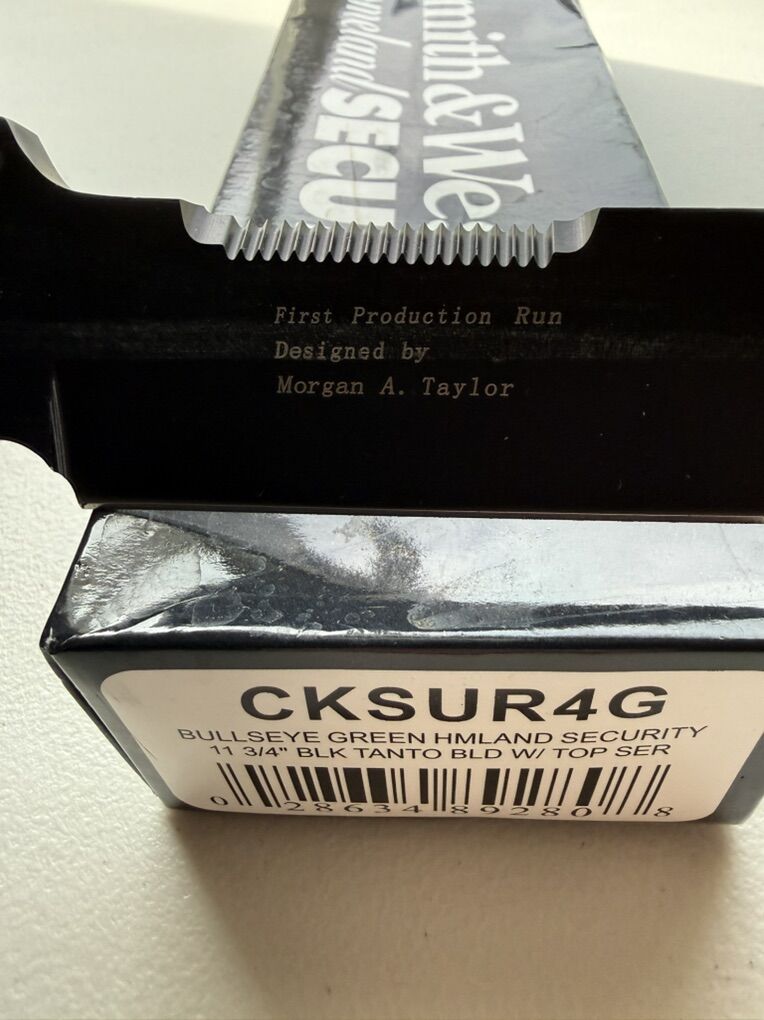 Smith & We
meland SECU
First Production Run
Designed by
Morgan A. Taylor
CKSUR4G
BULLSEYE GREEN HMLAND SECURITY
11 3/4" BLK TANTO BLD W/ TOP SER
0 28634 89280 8